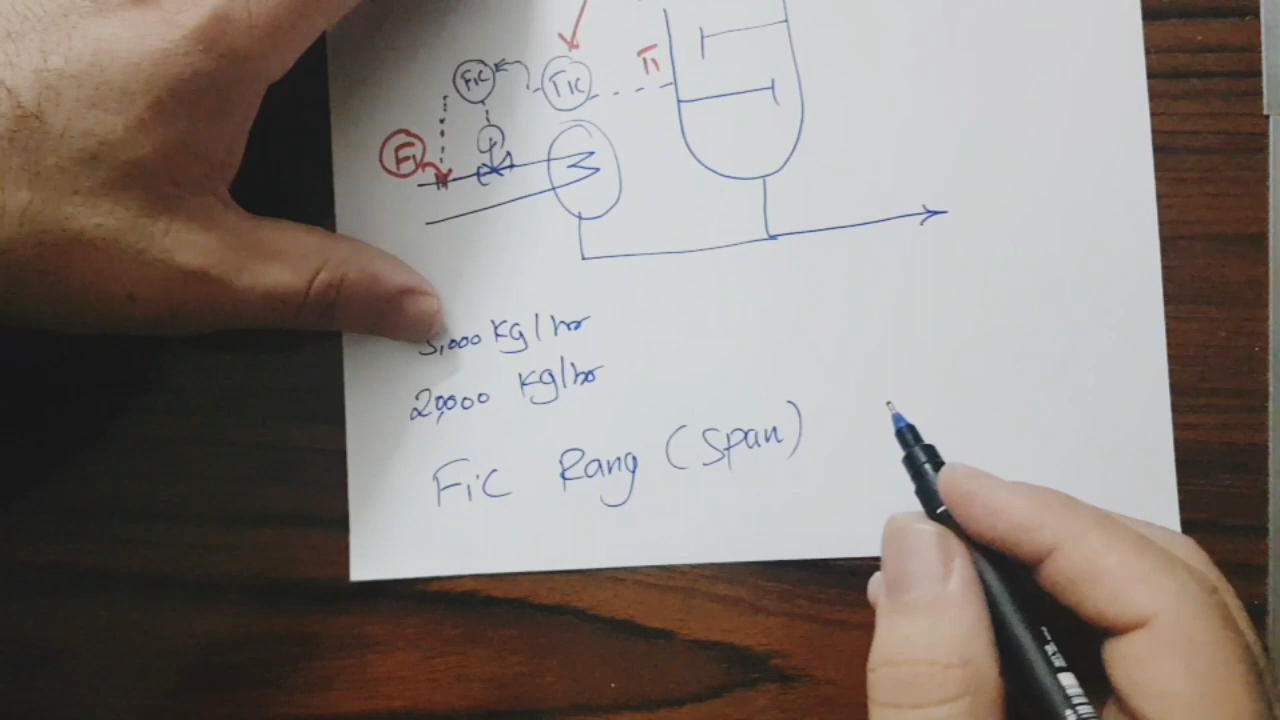 FIC
TIC
TI
FI
5,000 Kg/hr
20,000 Kg/hr
FiC Rang (Span)